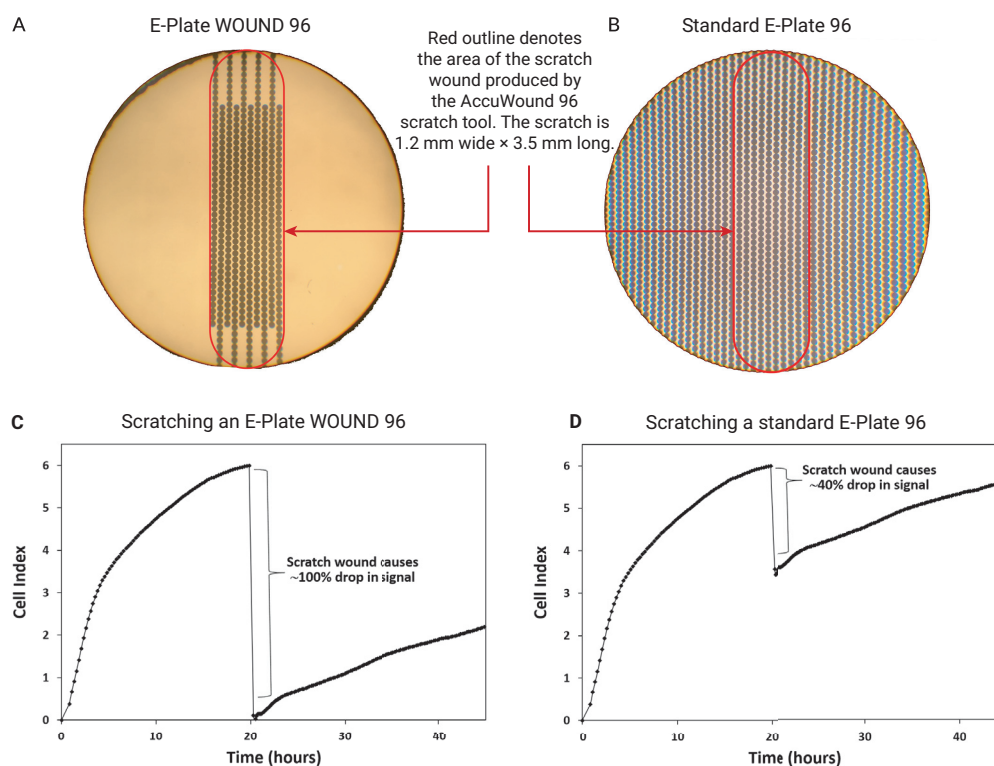 A
E-Plate WOUND 96
Red outline denotes
the area of the scratch
wound produced by
the AccuWound 96
scratch tool. The scratch is
1.2 mm wide × 3.5 mm long.
B
Standard E-Plate 96
C
Scratching an E-Plate WOUND 96
Cell Index
6
5
4
3
2
1
0
Scratch wound causes
~100% drop in signal
0
10
20
30
40
Time (hours)
D
Scratching a standard E-Plate 96
Cell Index
6
5
4
3
2
1
0
Scratch wound causes
~40% drop in signal
0
10
20
30
40
Time (hours)